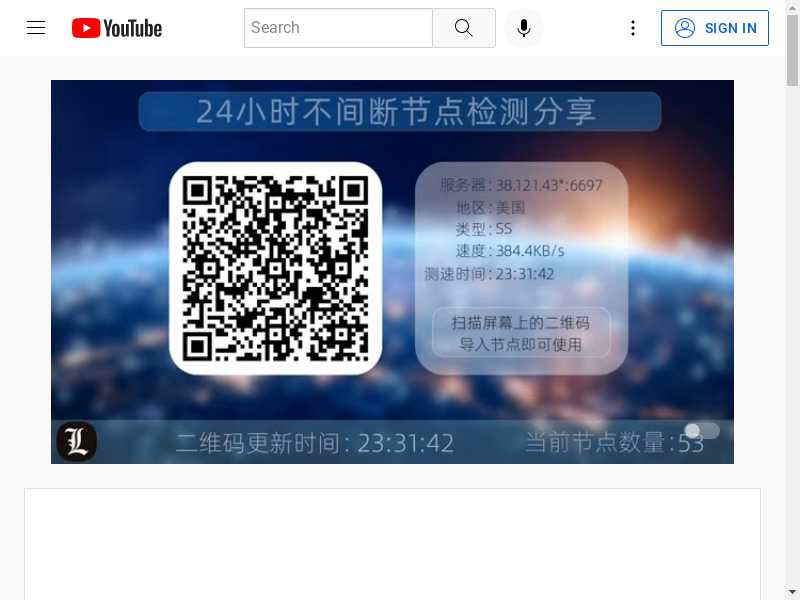 YouTube
Search
SIGN IN
24小时不间断节点检测分享
服务器: 38.121.43*:6697
地区: 美国
类型: SS
速度: 384.4KB/s
测速时间: 23:31:42
扫描屏幕上的二维码
导入节点即可使用
L
二维码更新时间: 23:31:42
当前节点数量: 53